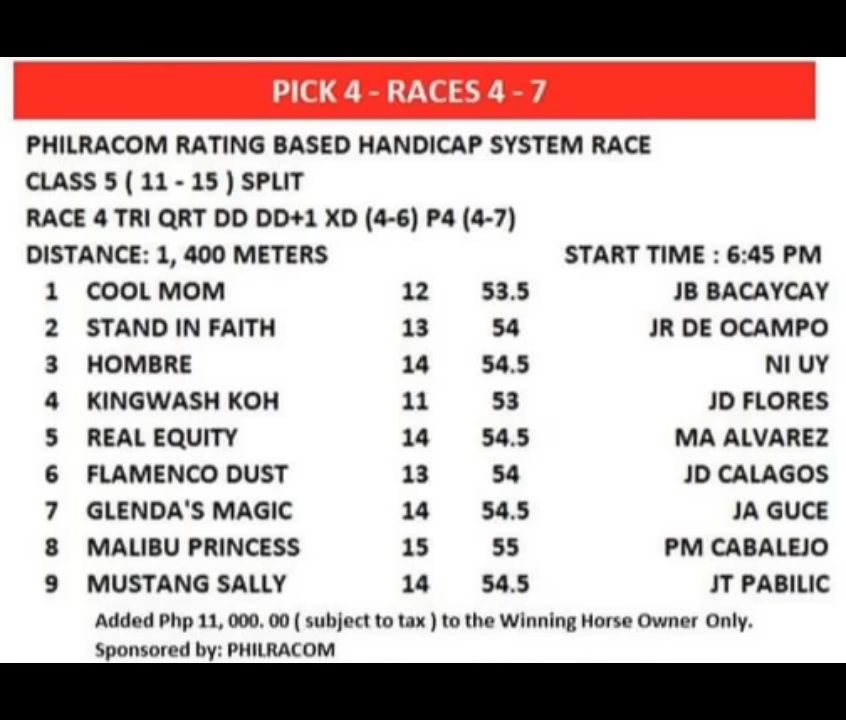 PICK 4 - RACES 4 - 7
PHILRACOM RATING BASED HANDICAP SYSTEM RACE
CLASS 5 ( 11 - 15 ) SPLIT
RACE 4 TRI QRT DD DD+1 XD (4-6) P4 (4-7)
DISTANCE: 1, 400 METERS START TIME : 6:45 PM
1 COOL MOM 12 53.5 JB BACAYCAY
2 STAND IN FAITH 13 54 JR DE OCAMPO
3 HOMBRE 14 54.5 NI UY
4 KINGWASH KOH 11 53 JD FLORES
5 REAL EQUITY 14 54.5 MA ALVAREZ
6 FLAMENCO DUST 13 54 JD CALAGOS
7 GLENDA'S MAGIC 14 54.5 JA GUCE
8 MALIBU PRINCESS 15 55 PM CABALEJO
9 MUSTANG SALLY 14 54.5 JT PABILIC
Added Php 11, 000. 00 ( subject to tax ) to the Winning Horse Owner Only.
Sponsored by: PHILRACOM